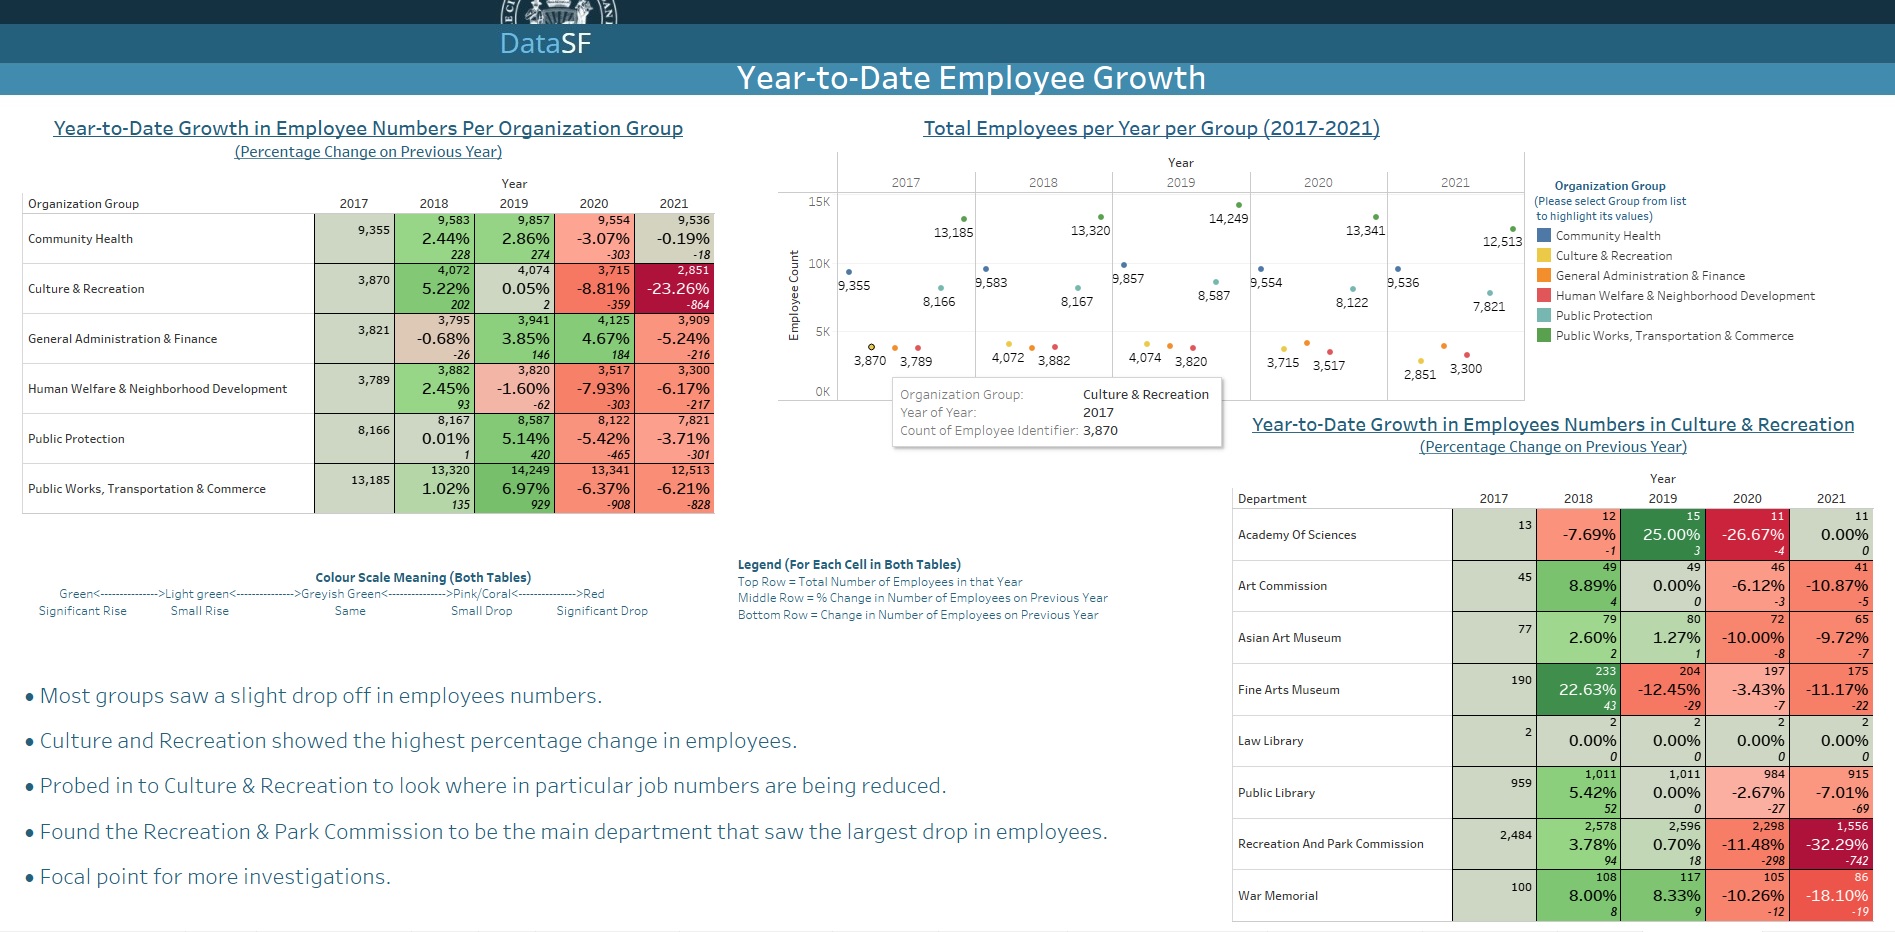 DataSF
Year-to-Date Employee Growth
Year-to-Date Growth in Employee Numbers Per Organization Group
(Percentage Change on Previous Year)
Year
Organization Group 2017 2018 2019 2020 2021
Community Health
9,355
9,583 9,857 9,554 9,536
2.44% 2.86% -3.07% -0.19%
228 274 -303 -18
Culture & Recreation
3,870
4,072 4,074 3,715 2,851
5.22% 0.05% -8.81% -23.26%
202 2 -359 -864
General Administration & Finance
3,821
3,795 3,941 4,125 3,909
-0.68% 3.85% 4.67% -5.24%
-26 146 184 -216
Human Welfare & Neighborhood Development
3,789
3,882 3,820 3,517 3,300
2.45% -1.60% -7.93% -6.17%
93 -62 -303 -217
Public Protection
8,166
8,167 8,587 8,122 7,821
0.01% 5.14% -5.42% -3.71%
1 420 -465 -301
Public Works, Transportation & Commerce
13,185
13,320 14,249 13,341 12,513
1.02% 6.97% -6.37% -6.21%
135 929 -908 -828
Total Employees per Year per Group (2017-2021)
Year
2017 2018 2019 2020 2021
Employee Count
15K
10K
5K
0K
13,185 13,320 14,249 13,341 12,513
9,355 9,583 9,857 9,554 9,536
8,166 8,167 8,587 8,122 7,821
3,870 3,789 4,072 3,882 4,074 3,820 3,715 3,517 2,851 3,300
Organization Group: Culture & Recreation
Year of Year: 2017
Count of Employee Identifier: 3,870
Organization Group
(Please select Group from list
to highlight its values)
Community Health
Culture & Recreation
General Administration & Finance
Human Welfare & Neighborhood Development
Public Protection
Public Works, Transportation & Commerce
Colour Scale Meaning (Both Tables)
Green<-------------->Light green<-------------->Greyish Green<-------------->Pink/Coral<-------------->Red
Significant Rise Small Rise Same Small Drop Significant Drop
Legend (For Each Cell in Both Tables)
Top Row = Total Number of Employees in that Year
Middle Row = % Change in Number of Employees on Previous Year
Bottom Row = Change in Number of Employees on Previous Year
Year-to-Date Growth in Employees Numbers in Culture & Recreation
(Percentage Change on Previous Year)
Year
Department 2017 2018 2019 2020 2021
Academy Of Sciences
13
12 15 11 11
-7.69% 25.00% -26.67% 0.00%
-1 3 -4 0
Art Commission
45
49 49 46 41
8.89% 0.00% -6.12% -10.87%
4 0 -3 -5
Asian Art Museum
77
79 80 72 65
2.60% 1.27% -10.00% -9.72%
2 1 -8 -7
Fine Arts Museum
190
233 204 197 175
22.63% -12.45% -3.43% -11.17%
43 -29 -7 -22
Law Library
2
2 2 2 2
0.00% 0.00% 0.00% 0.00%
0 0 0 0
Public Library
959
1,011 1,011 984 915
5.42% 0.00% -2.67% -7.01%
52 0 -27 -69
Recreation And Park Commission
2,484
2,578 2,596 2,298 1,556
3.78% 0.70% -11.48% -32.29%
94 18 -298 -742
War Memorial
100
108 117 105 86
8.00% 8.33% -10.26% -18.10%
8 9 -12 -19
• Most groups saw a slight drop off in employees numbers.
• Culture and Recreation showed the highest percentage change in employees.
• Probed in to Culture & Recreation to look where in particular job numbers are being reduced.
• Found the Recreation & Park Commission to be the main department that saw the largest drop in employees.
• Focal point for more investigations.